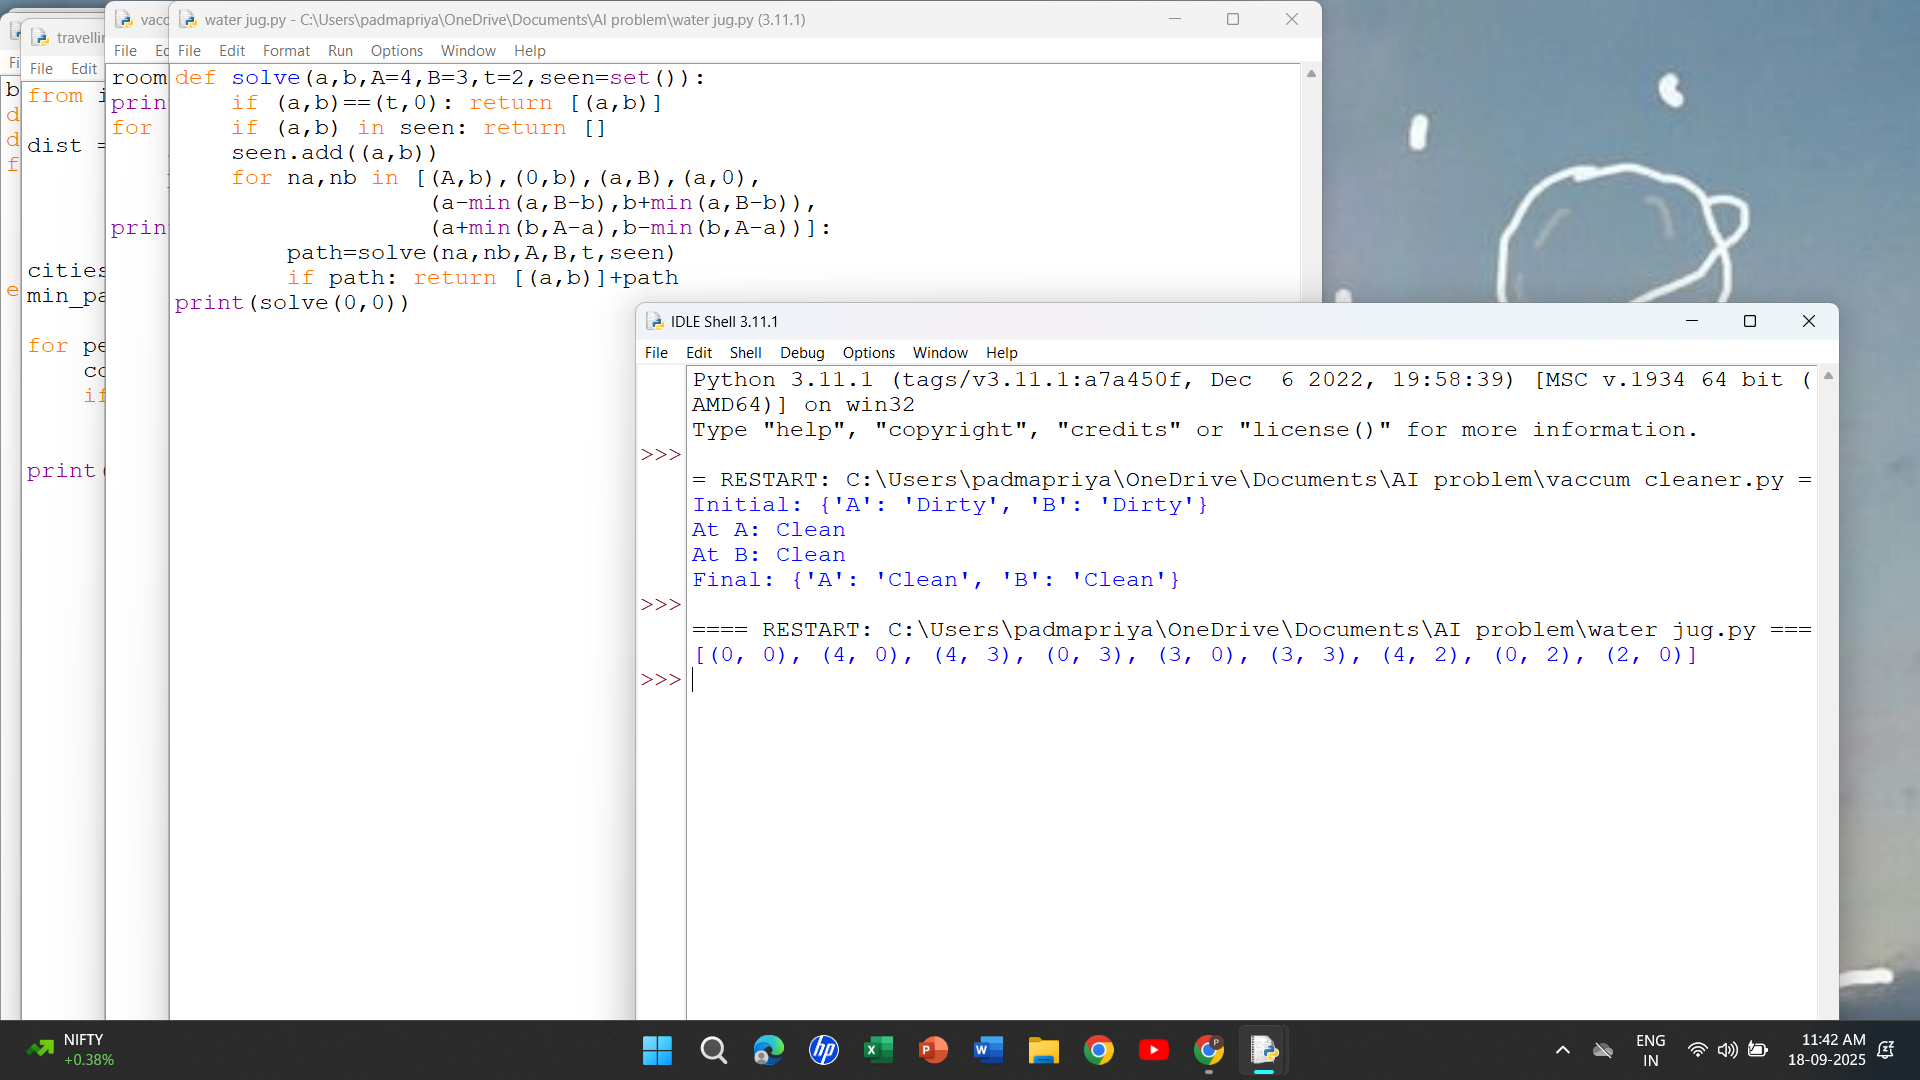 travellin
File Edit
from i
dist =
cities
min_pa
for pe
co
if
print(
vacc
File Ed
room
prin
for
prin
water jug.py - C:\Users\padmapriya\OneDrive\Documents\AI problem\water jug.py (3.11.1)
File Edit Format Run Options Window Help
def solve(a,b,A=4,B=3,t=2,seen=set()):
    if (a,b)==(t,0): return [(a,b)]
    if (a,b) in seen: return []
    seen.add((a,b))
    for na,nb in [(A,b),(0,b),(a,B),(a,0),
                  (a-min(a,B-b),b+min(a,B-b)),
                  (a+min(b,A-a),b-min(b,A-a))]:
        path=solve(na,nb,A,B,t,seen)
        if path: return [(a,b)]+path
print(solve(0,0))
IDLE Shell 3.11.1
File Edit Shell Debug Options Window Help
Python 3.11.1 (tags/v3.11.1:a7a450f, Dec  6 2022, 19:58:39) [MSC v.1934 64 bit (
AMD64)] on win32
Type "help", "copyright", "credits" or "license()" for more information.
>>>
= RESTART: C:\Users\padmapriya\OneDrive\Documents\AI problem\vaccum cleaner.py =
Initial: {'A': 'Dirty', 'B': 'Dirty'}
At A: Clean
At B: Clean
Final: {'A': 'Clean', 'B': 'Clean'}
>>>
==== RESTART: C:\Users\padmapriya\OneDrive\Documents\AI problem\water jug.py ===
[(0, 0), (4, 0), (4, 3), (0, 3), (3, 0), (3, 3), (4, 2), (0, 2), (2, 0)]
>>>
NIFTY
+0.38%
ENG
IN
11:42 AM
18-09-2025